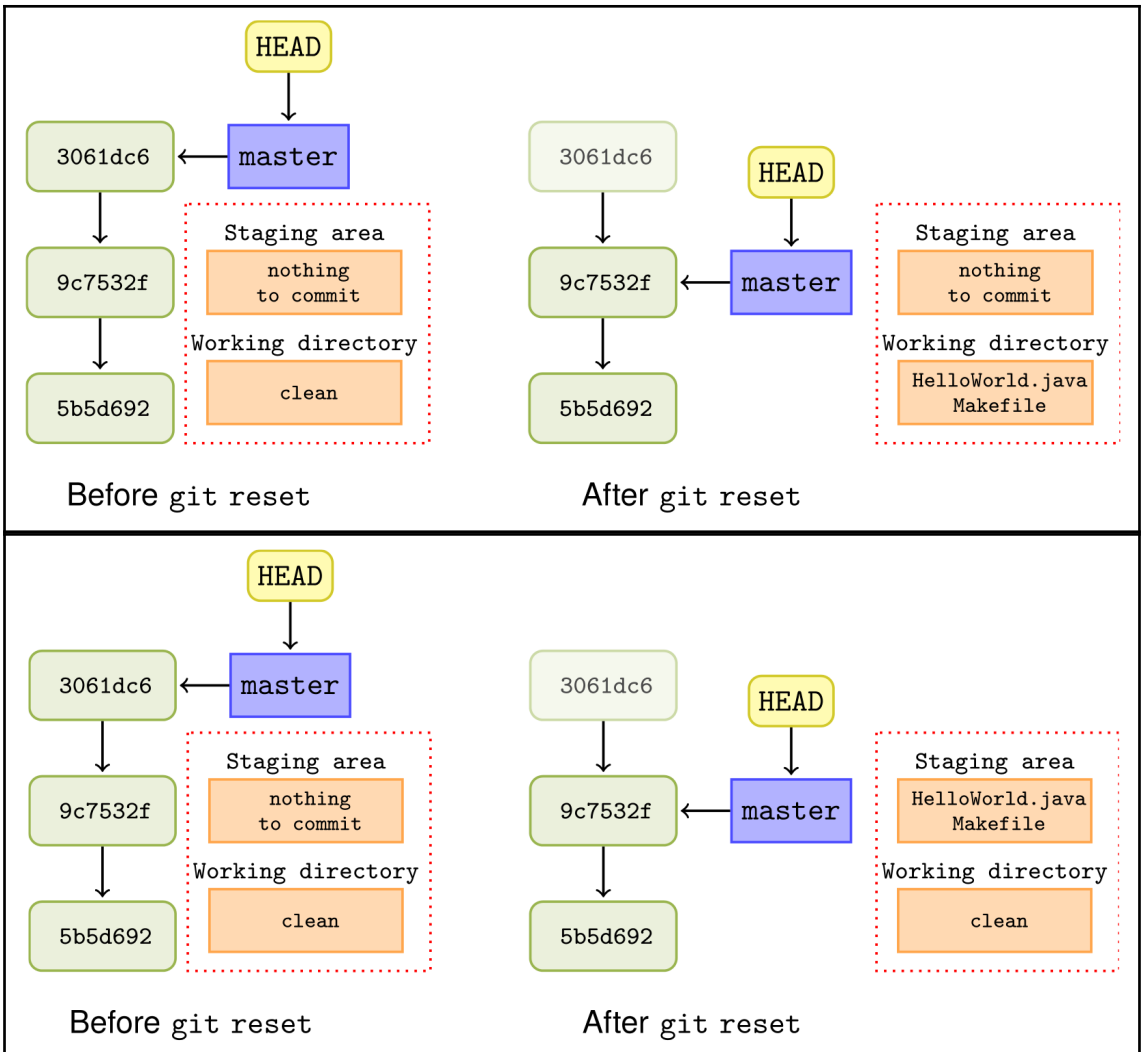 HEAD
3061dc6
master
Staging area
nothing
to commit
9c7532f
Working directory
clean
5b5d692
Before git reset
3061dc6
HEAD
Staging area
nothing
to commit
9c7532f
master
Working directory
HelloWorld.java
Makefile
5b5d692
After git reset
HEAD
3061dc6
master
Staging area
nothing
to commit
9c7532f
Working directory
clean
5b5d692
Before git reset
3061dc6
HEAD
Staging area
HelloWorld.java
Makefile
9c7532f
master
Working directory
clean
5b5d692
After git reset